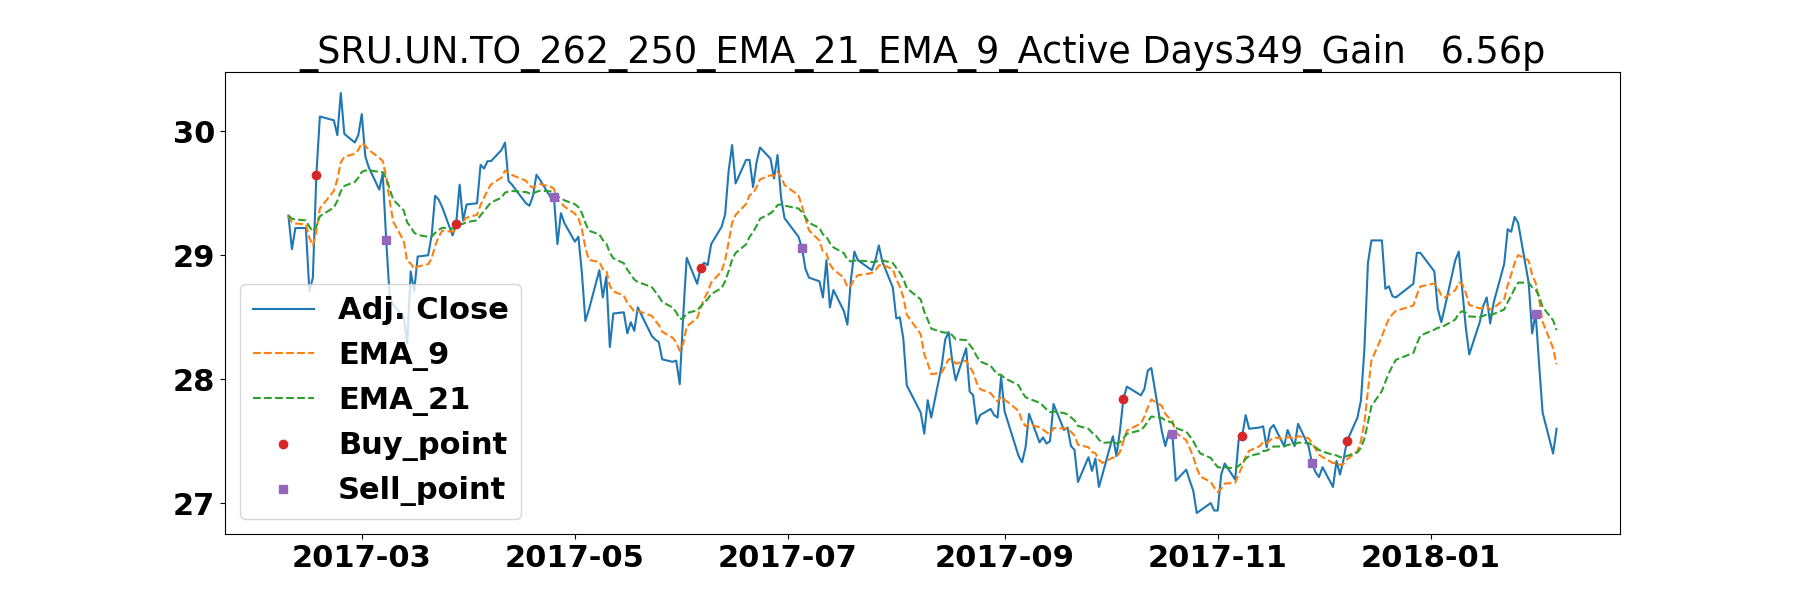 _SRU.UN.TO_262_250_EMA_21_EMA_9_Active Days349_Gain   6.56p
30
29
28
27
Adj. Close
EMA_9
EMA_21
Buy_point
Sell_point
2017-03 2017-05 2017-07 2017-09 2017-11 2018-01